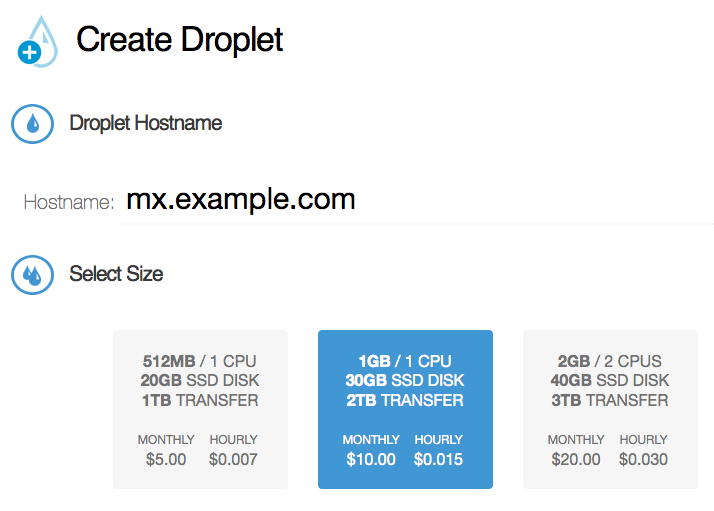 Create Droplet
Droplet Hostname
Hostname: mx.example.com
Select Size
512MB / 1 CPU
20GB SSD DISK
1TB TRANSFER
MONTHLY HOURLY
$5.00 $0.007
1GB / 1 CPU
30GB SSD DISK
2TB TRANSFER
MONTHLY HOURLY
$10.00 $0.015
2GB / 2 CPUS
40GB SSD DISK
3TB TRANSFER
MONTHLY HOURLY
$20.00 $0.030